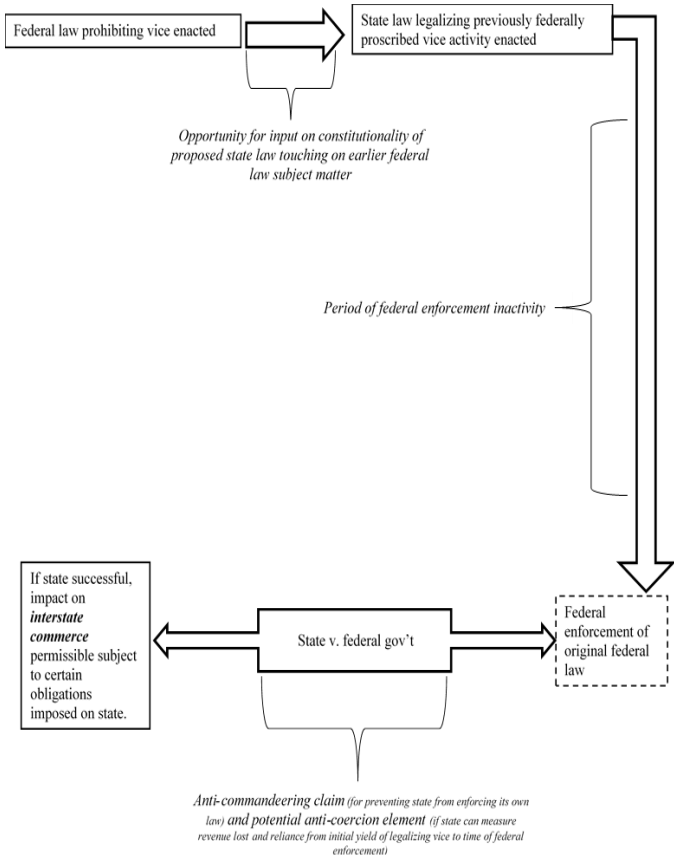 Federal law prohibiting vice enacted
State law legalizing previously federally
proscribed vice activity enacted
Opportunity for input on constitutionality of
proposed state law touching on earlier federal
law subject matter
Period of federal enforcement inactivity
If state successful,
impact on
interstate
commerce
permissible subject
to certain
obligations
imposed on state.
State v. federal gov't
Federal
enforcement of
original federal
law
Anti-commandeering claim (for preventing state from enforcing its own
law) and potential anti-coercion element (if state can measure
revenue lost and reliance from initial yield of legalizing vice to time of federal
enforcement)